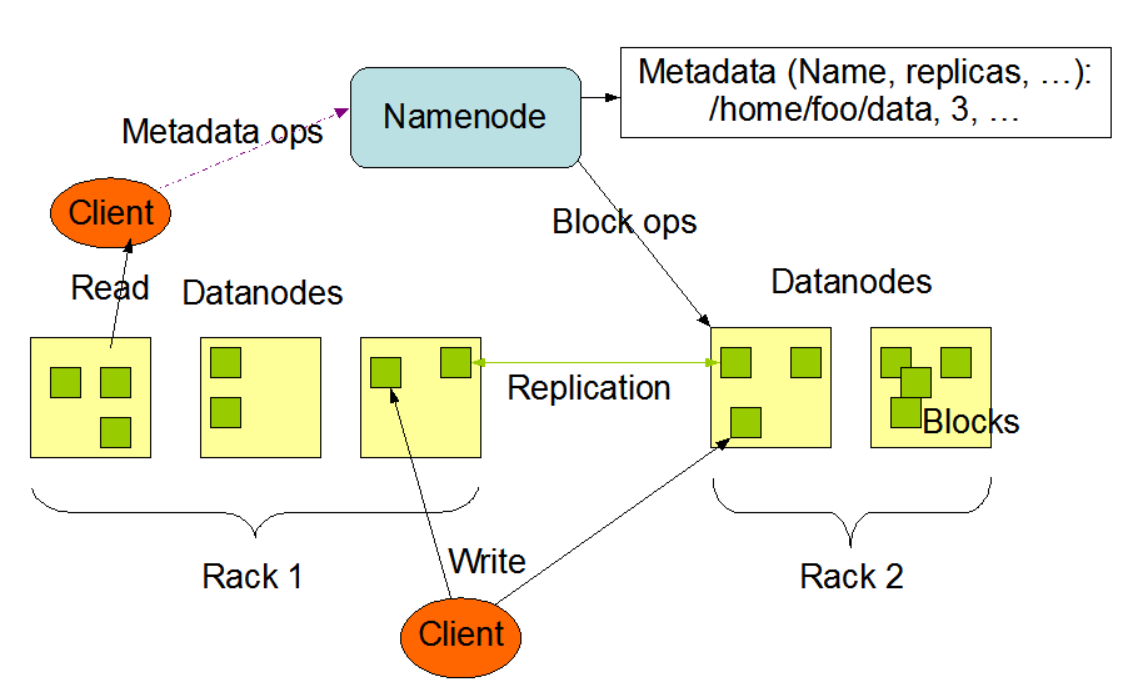 Metadata (Name, replicas, …):
/home/foo/data, 3, …
Namenode
Metadata ops
Client
Block ops
Read
Datanodes
Datanodes
Replication
Blocks
Write
Rack 1
Rack 2
Client